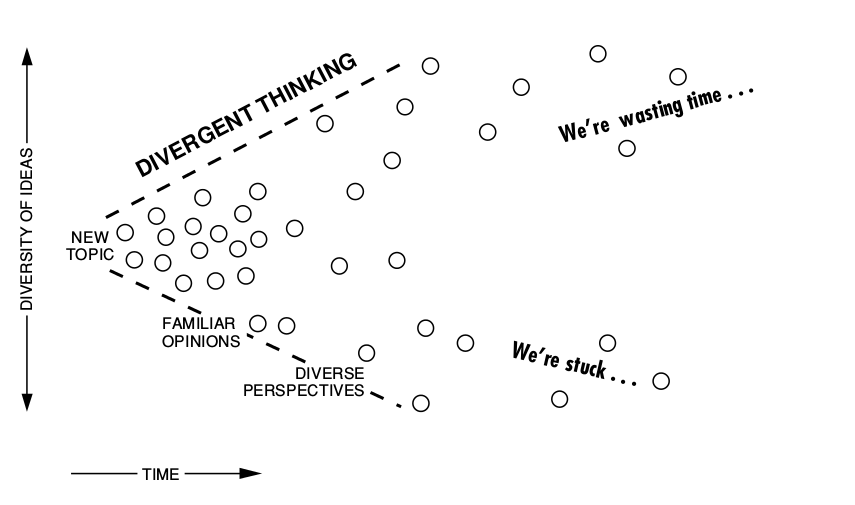 DIVERGENT THINKING
We're wasting time . . .
DIVERSITY OF IDEAS
NEW
TOPIC
FAMILIAR
OPINIONS
DIVERSE
PERSPECTIVES
We're stuck . . .
TIME